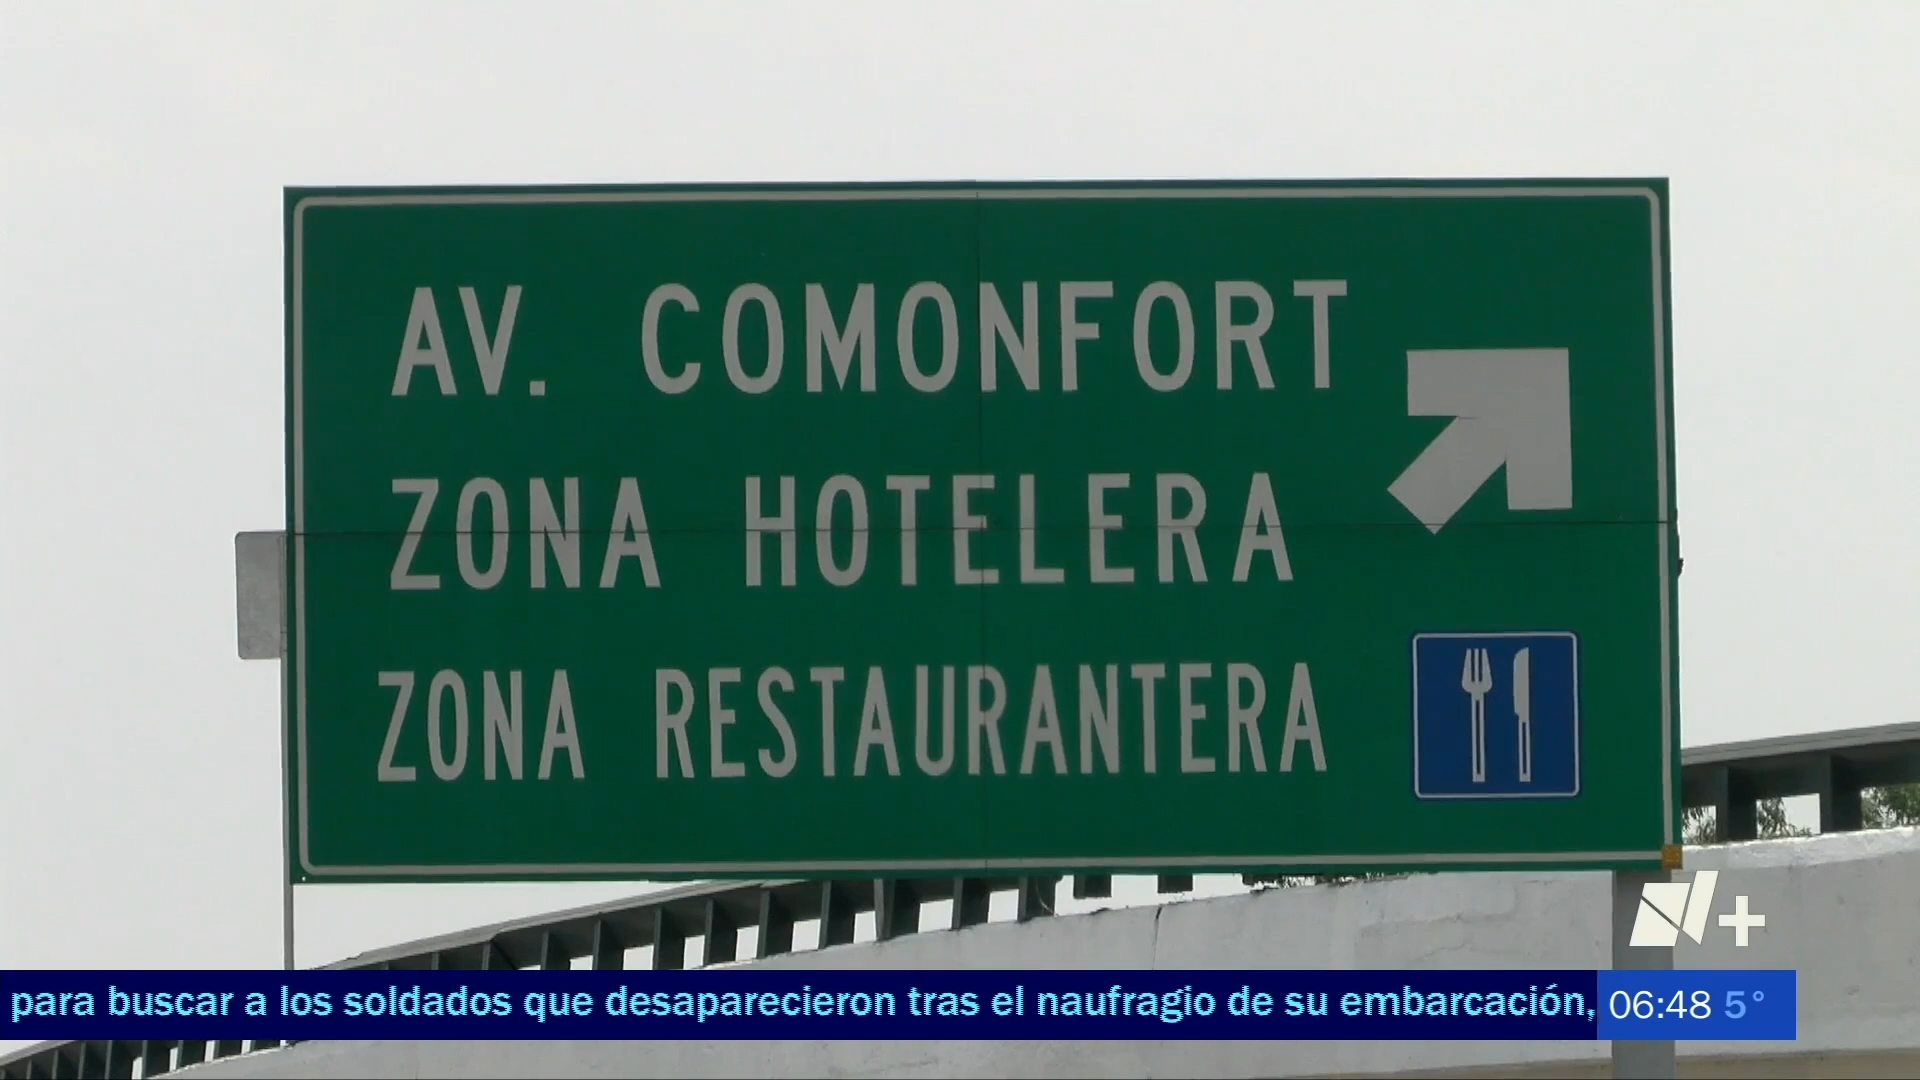 AV. COMONFORT
ZONA HOTELERA
ZONA RESTAURANTERA
N+
para buscar a los soldados que desaparecieron tras el naufragio de su embarcación, 06:48 5°